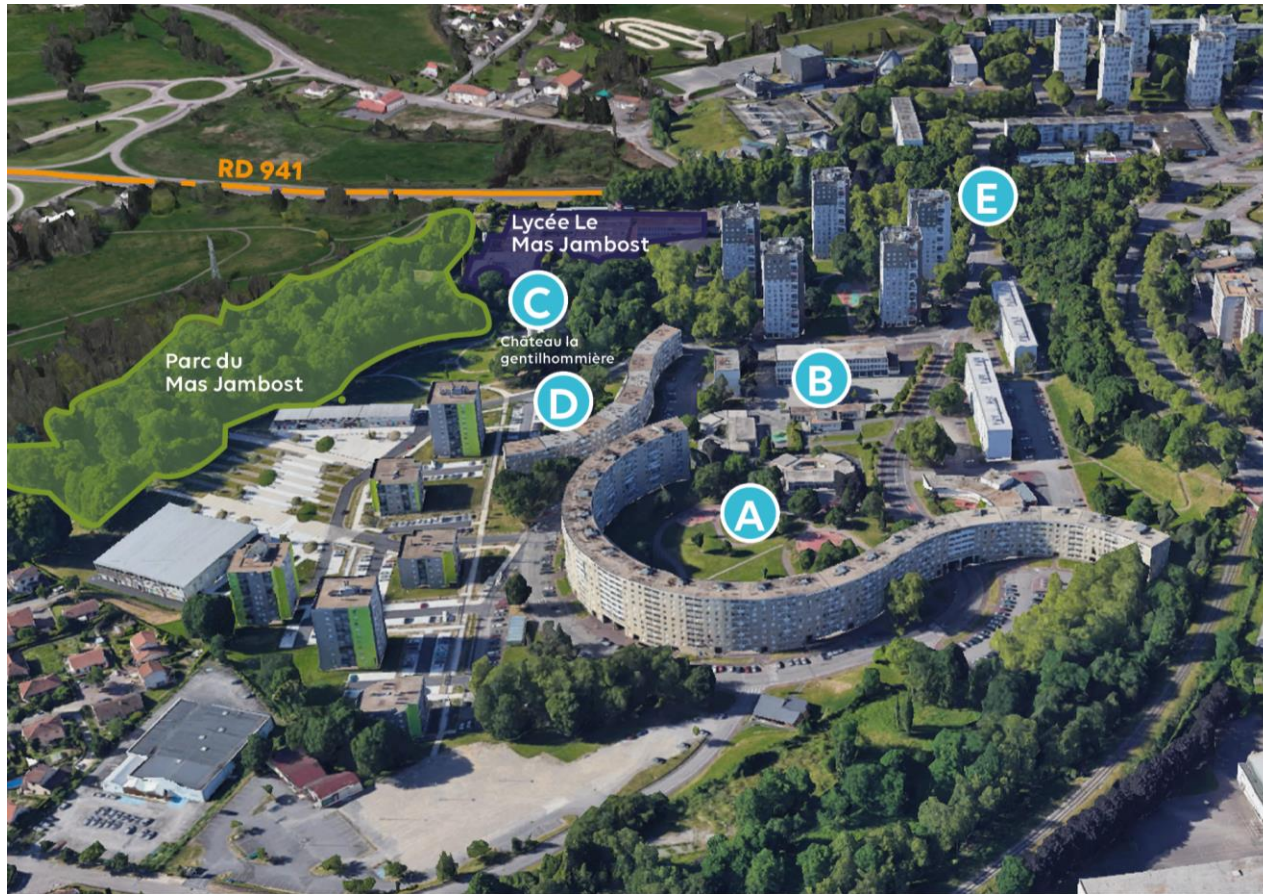 RD 941
Lycée Le
Mas Jambost
E
C
Château la
gentilhommière
Parc du
Mas Jambost
D
B
A